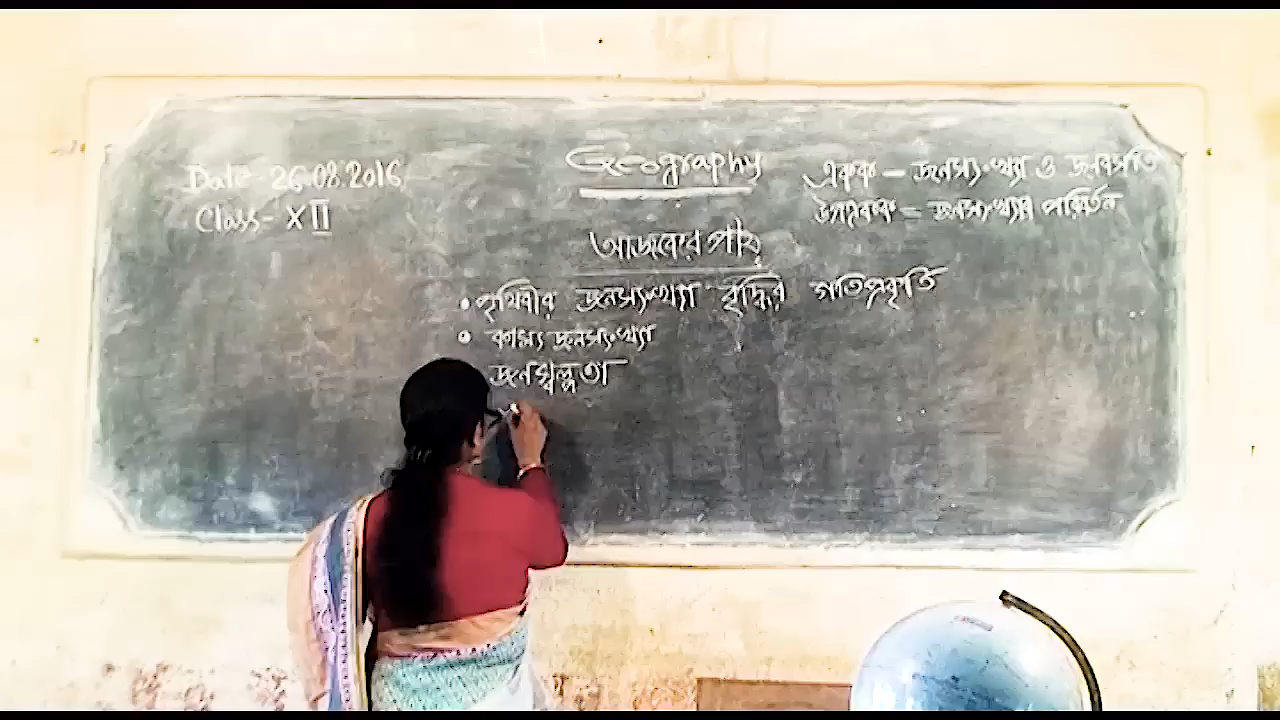 Date - 26.08.2016
Class - XII
Geography
একক – জনসংখ্যা ও জনবসতি
উপএকক – জনসংখ্যার পরিবর্তন
আজকের পাঠ
• পৃথিবীর জনসংখ্যা বৃদ্ধির গতিপ্রকৃতি
• কাম্য জনসংখ্যা
জনস্বল্পতা